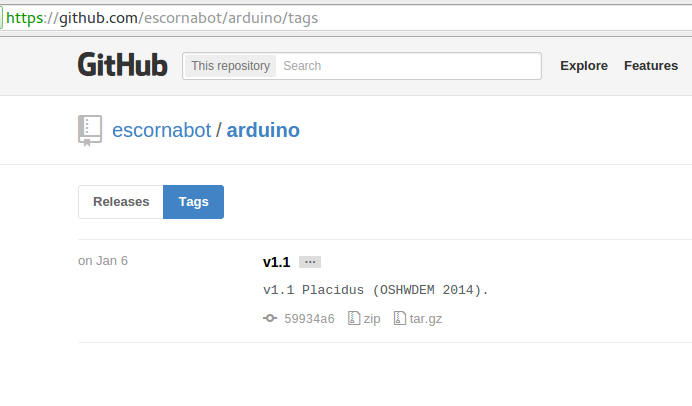 https://github.com/escornabot/arduino/tags
GitHub This repository Search Explore Features
escornabot / arduino
Releases Tags
on Jan 6 v1.1 ...
v1.1 Placidus (OSHWDEM 2014).
59934a6 zip tar.gz